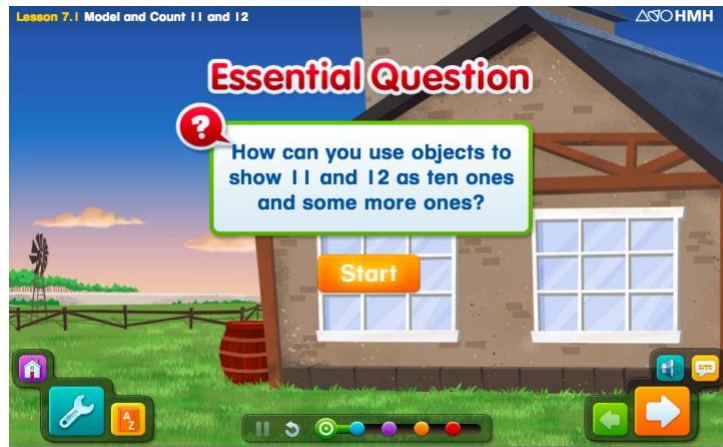 Lesson 7.1 Model and Count 11 and 12
HMH
Essential Question
?
How can you use objects to
show 11 and 12 as ten ones
and some more ones?
Start
A
Z